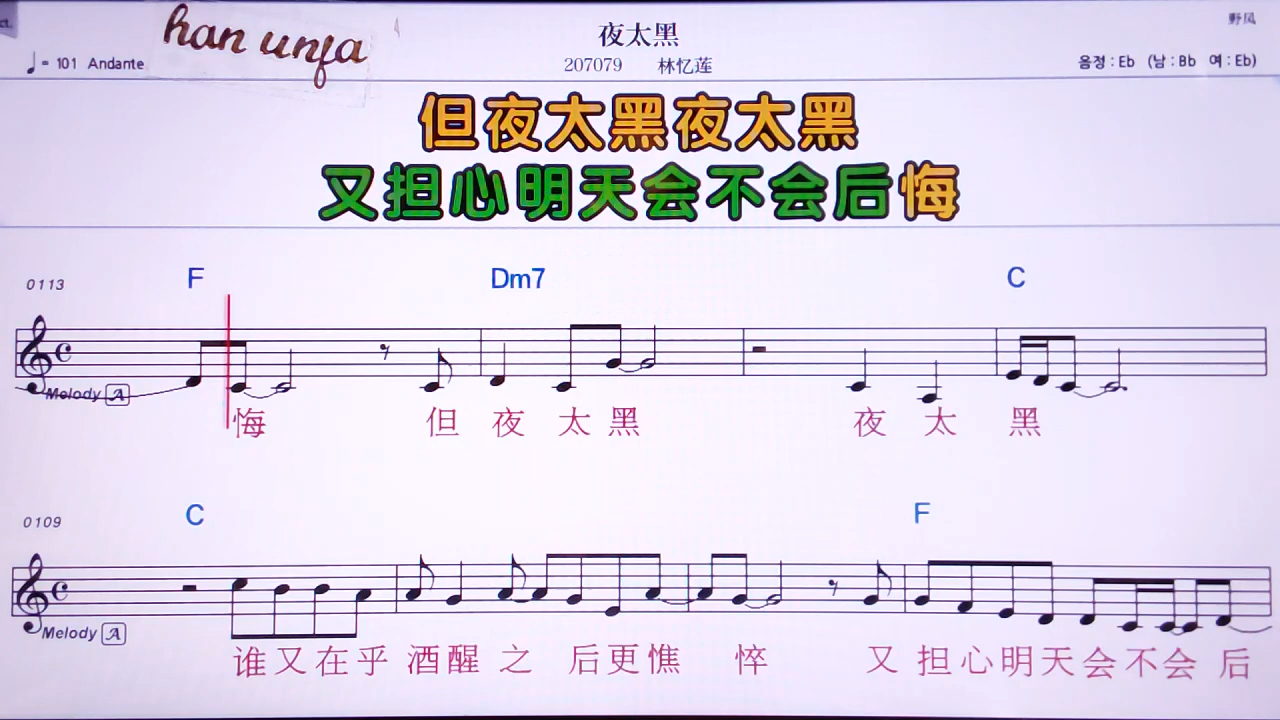 ct.
han unfa
夜太黑
野风
♩= 101 Andante
207079 林忆莲
음정 : Eb (남 : Bb 여 : Eb)
但夜太黑夜太黑
又担心明天会不会后悔
0113
F Dm7 C
Melody A
悔 但 夜 太 黑 夜 太 黑
0109
C F
Melody A
谁又在乎 酒醒 之 后更憔 悴 又 担心明天会不会 后